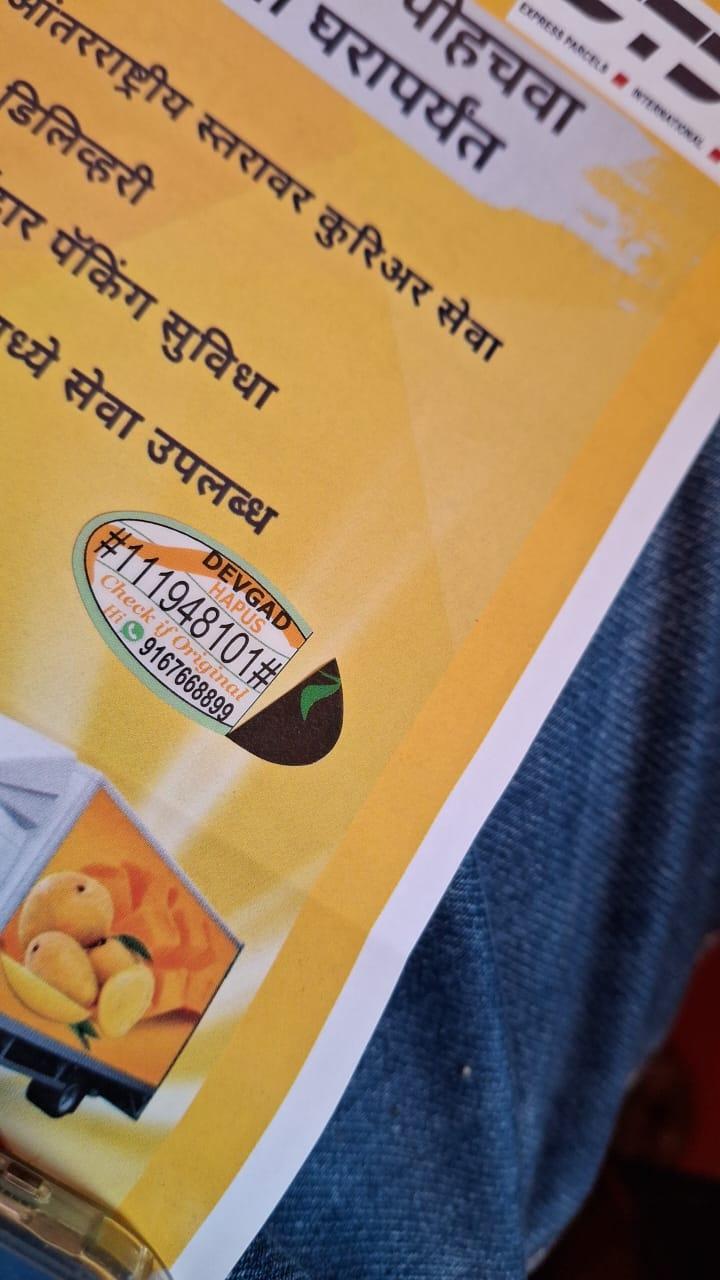 पोहचवा
घरापर्यंत
EXPRESS PARCELS ■ INTERNATIONAL
आंतरराष्ट्रीय स्तरावर कुरिअर सेवा
डिलिव्हरी
पॅकिंग सुविधा
सेवा उपलब्ध
DEVGAD
HAPUS
#111948101#
Check if Original
Hi 9167668899